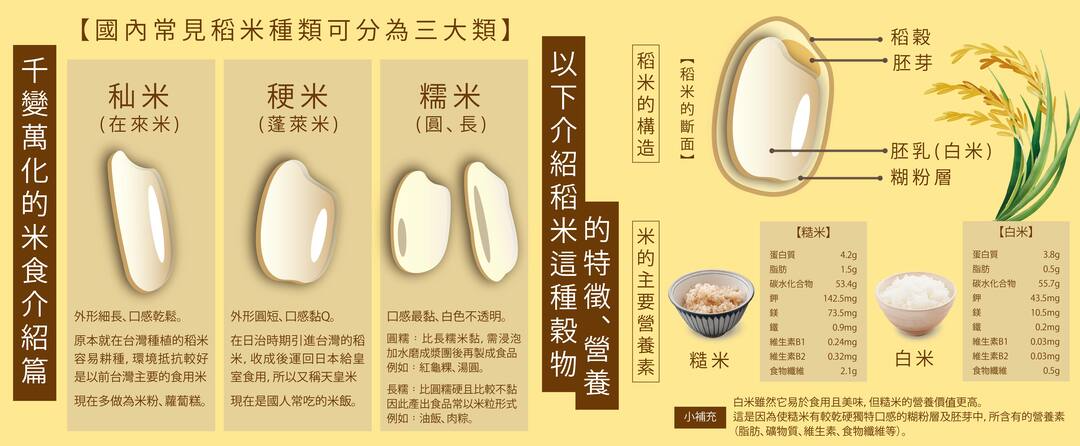 千變萬化的米食介紹篇
【國內常見稻米種類可分為三大類】
秈米
(在來米)
外形細長、口感乾鬆。
原本就在台灣種植的稻米
容易耕種,環境抵抗較好
是以前台灣主要的食用米
現在多做為米粉、蘿蔔糕。
稉米
(蓬萊米)
外形圓短、口感黏Q。
在日治時期引進台灣的稻
米,收成後運回日本給皇
室食用,所以又稱天皇米
現在是國人常吃的米飯。
糯米
(圓、長)
口感最黏、白色不透明。
圓糯:比長糯米黏,需浸泡
加水磨成漿團後再製成食品
例如:紅龜粿、湯圓。
長糯:比圓糯硬且比較不黏
因此產出食品常以米粒形式
例如:油飯、肉粽。
以下介紹稻米這種穀物
的特徵、營養
稻米的構造
【稻米的斷面】
稻穀
胚芽
胚乳(白米)
糊粉層
米的主要營養素
糙米
【糙米】
蛋白質 4.2g
脂肪 1.5g
碳水化合物 53.4g
鉀 142.5mg
鎂 73.5mg
鐵 0.9mg
維生素B1 0.24mg
維生素B2 0.32mg
食物纖維 2.1g
白米
【白米】
蛋白質 3.8g
脂肪 0.5g
碳水化合物 55.7g
鉀 43.5mg
鎂 10.5mg
鐵 0.2mg
維生素B1 0.03mg
維生素B2 0.03mg
食物纖維 0.5g
小補充
白米雖然它易於食用且美味,但糙米的營養價值更高。
這是因為使糙米有較乾硬獨特口感的糊粉層及胚芽中,所含有的營養素
(脂肪、礦物質、維生素、食物纖維等)。